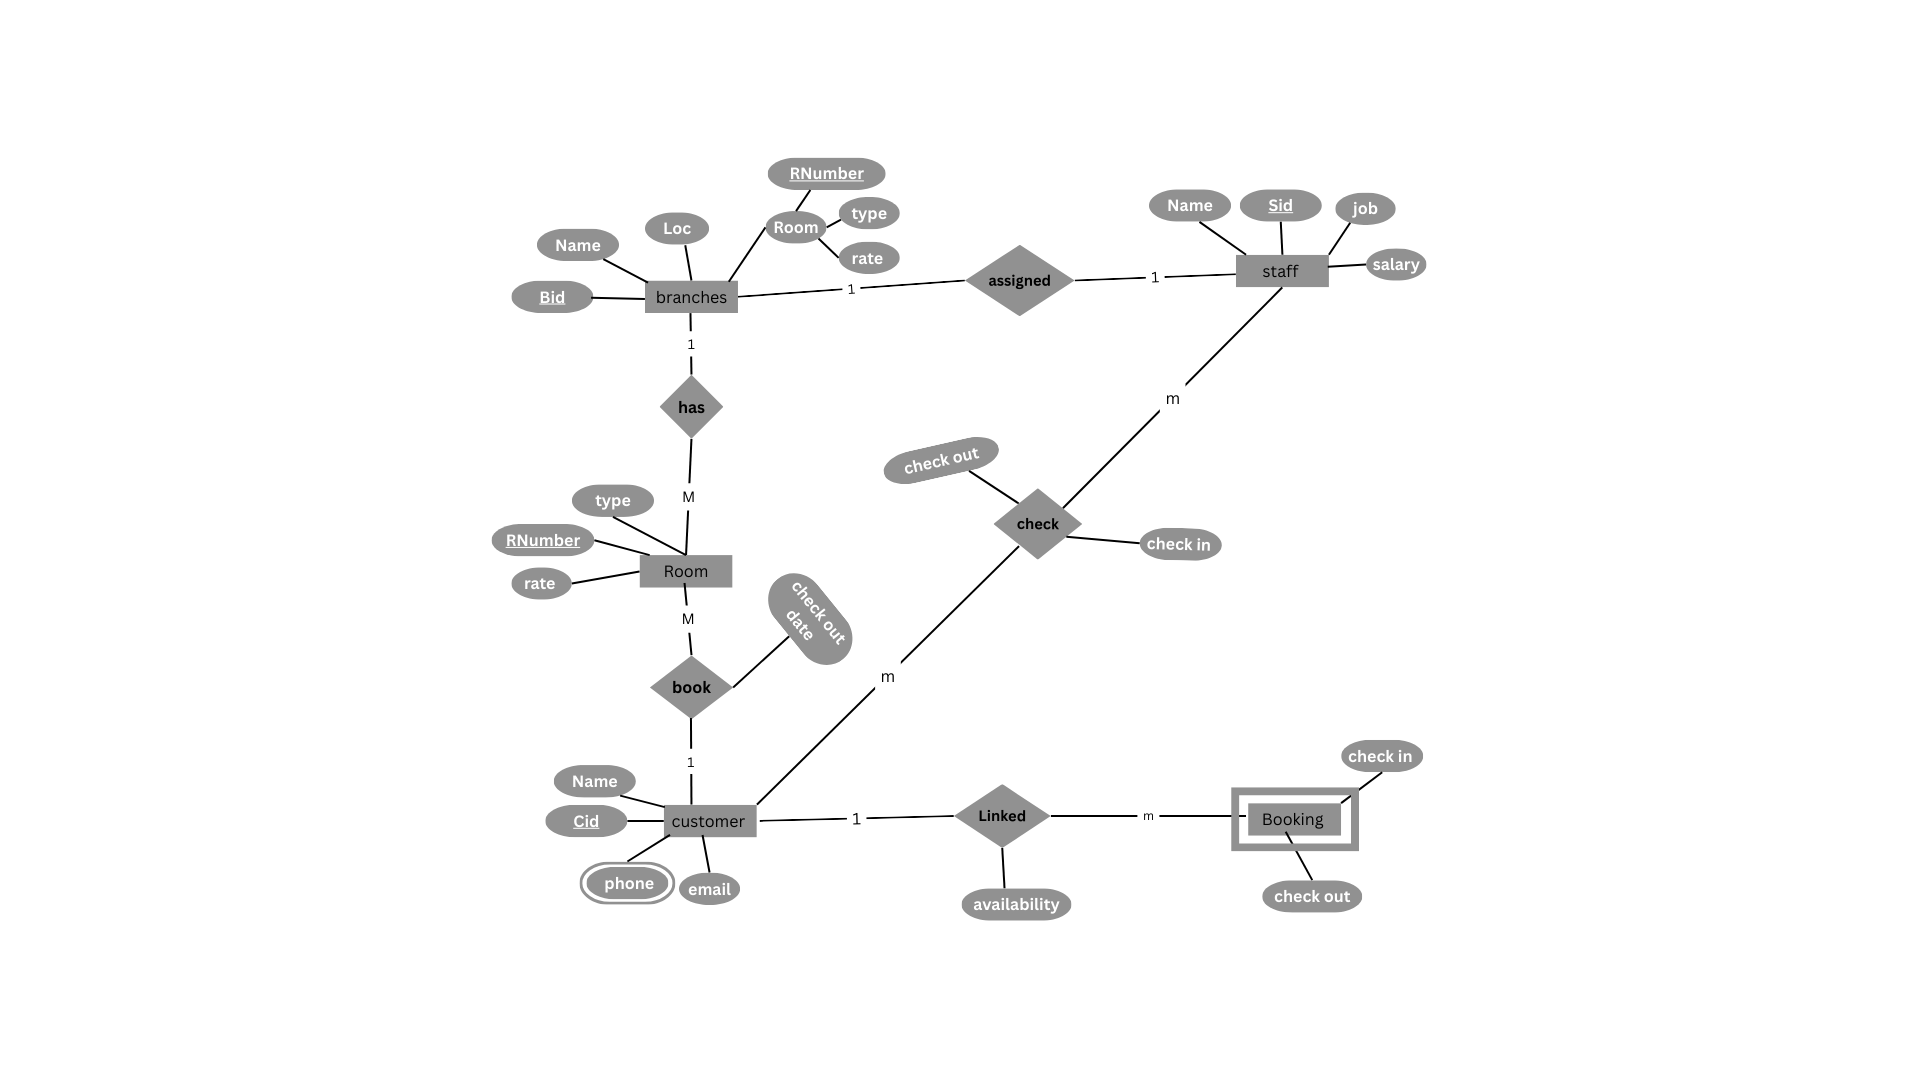 RNumber
Name
Sid
job
type
Loc
Room
Name
rate
salary
staff
assigned
1
1
Bid
branches
1
has
m
check out
M
type
check
RNumber
check in
Room
rate
check out
date
M
m
book
1
check in
Name
Cid
customer
1
Linked
m
Booking
phone
email
availability
check out